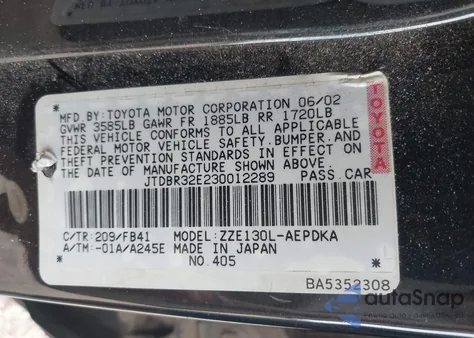 MFD.BY:TOYOTA MOTOR CORPORATION 06/02
GVWR 3585LB GAWR FR 1885LB RR 1720LB
THIS VEHICLE CONFORMS TO ALL APPLICABLE
FEDERAL MOTOR VEHICLE SAFETY.BUMPER.AND
THEFT PREVENTION STANDARDS IN EFFECT ON
THE DATE OF MANUFACTURE SHOWN ABOVE.
JTDBR32E230012289 PASS.CAR
TOYOTA
C/TR:209/FB41 MODEL:ZZE130L-AEPDKA
A/TM:-01A/A245E MADE IN JAPAN
NO.405
BA5352308
autoSnap